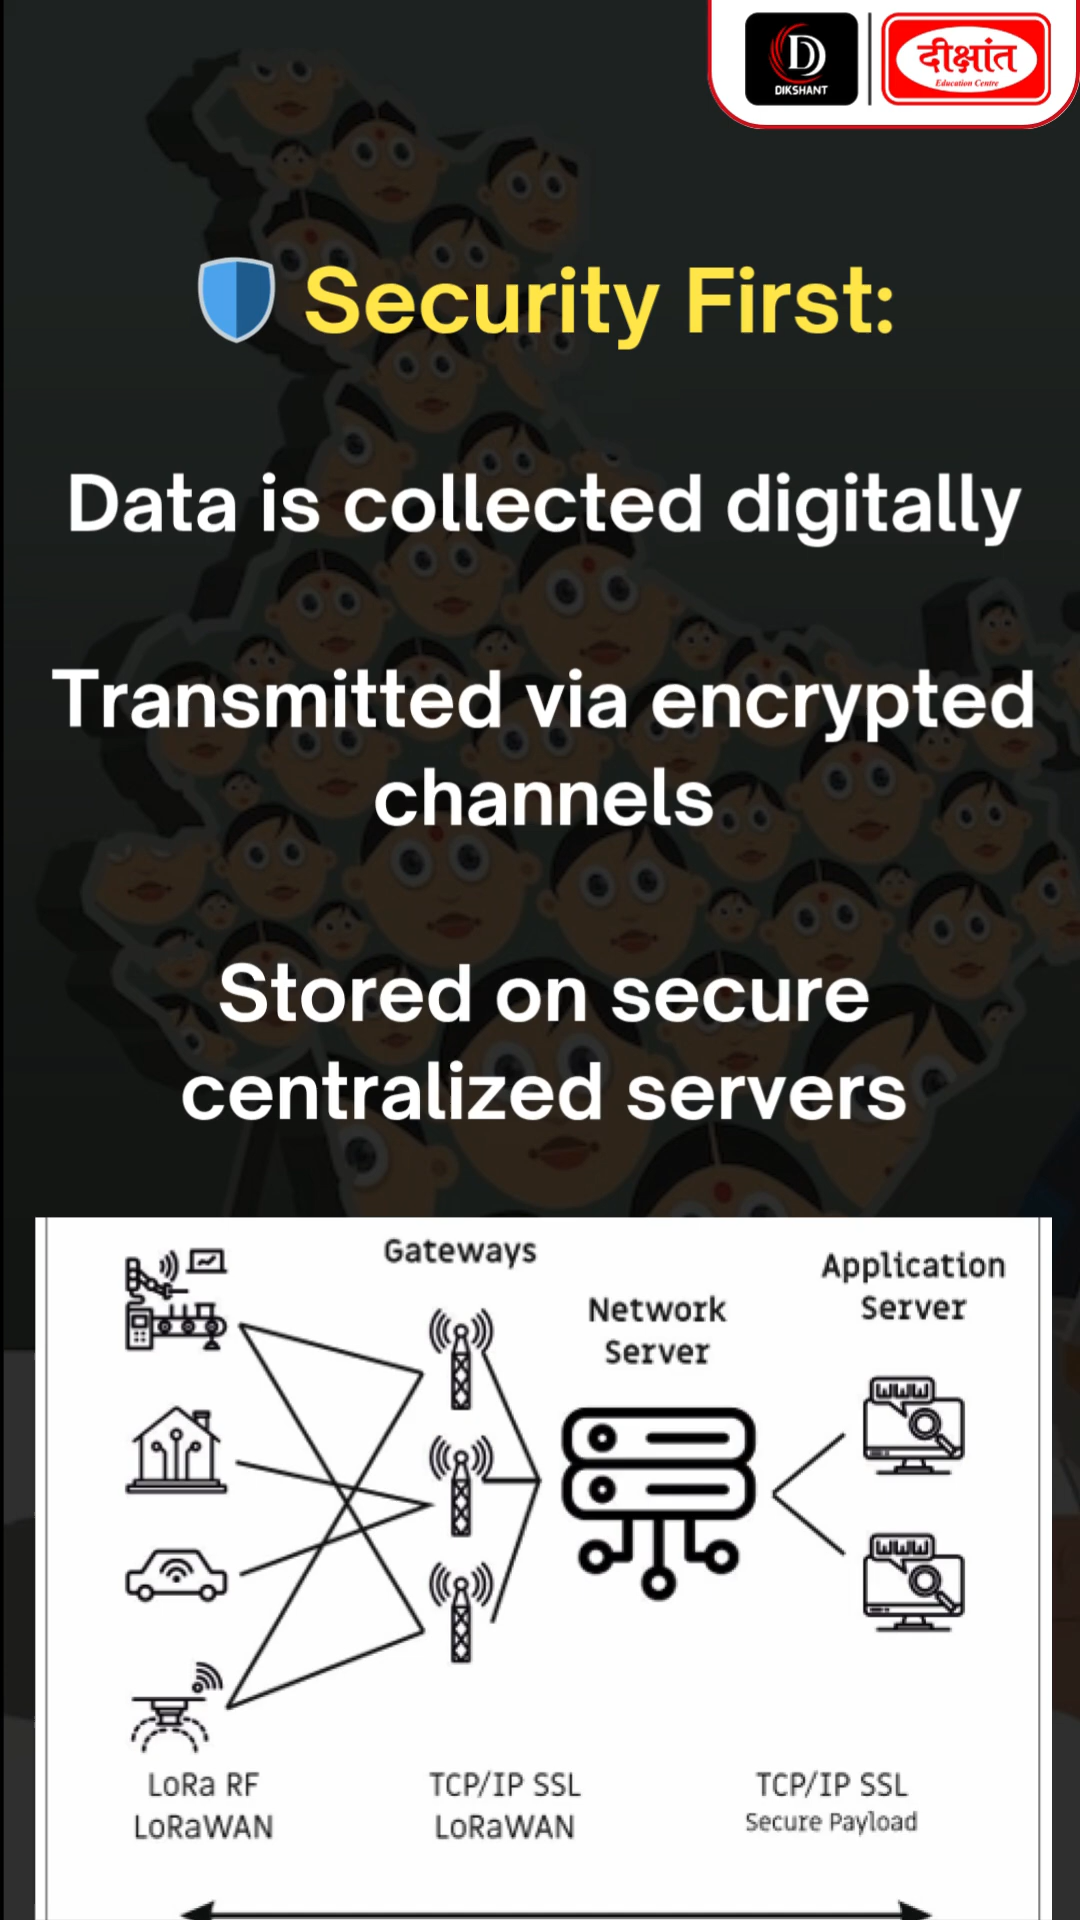 DIKSHANT
दीक्षांत
Education Centre
Security First:
Data is collected digitally
Transmitted via encrypted
channels
Stored on secure
centralized servers
Gateways
Network
Server
Application
Server
LoRa RF
LoRaWAN
TCP/IP SSL
LoRaWAN
TCP/IP SSL
Secure Payload